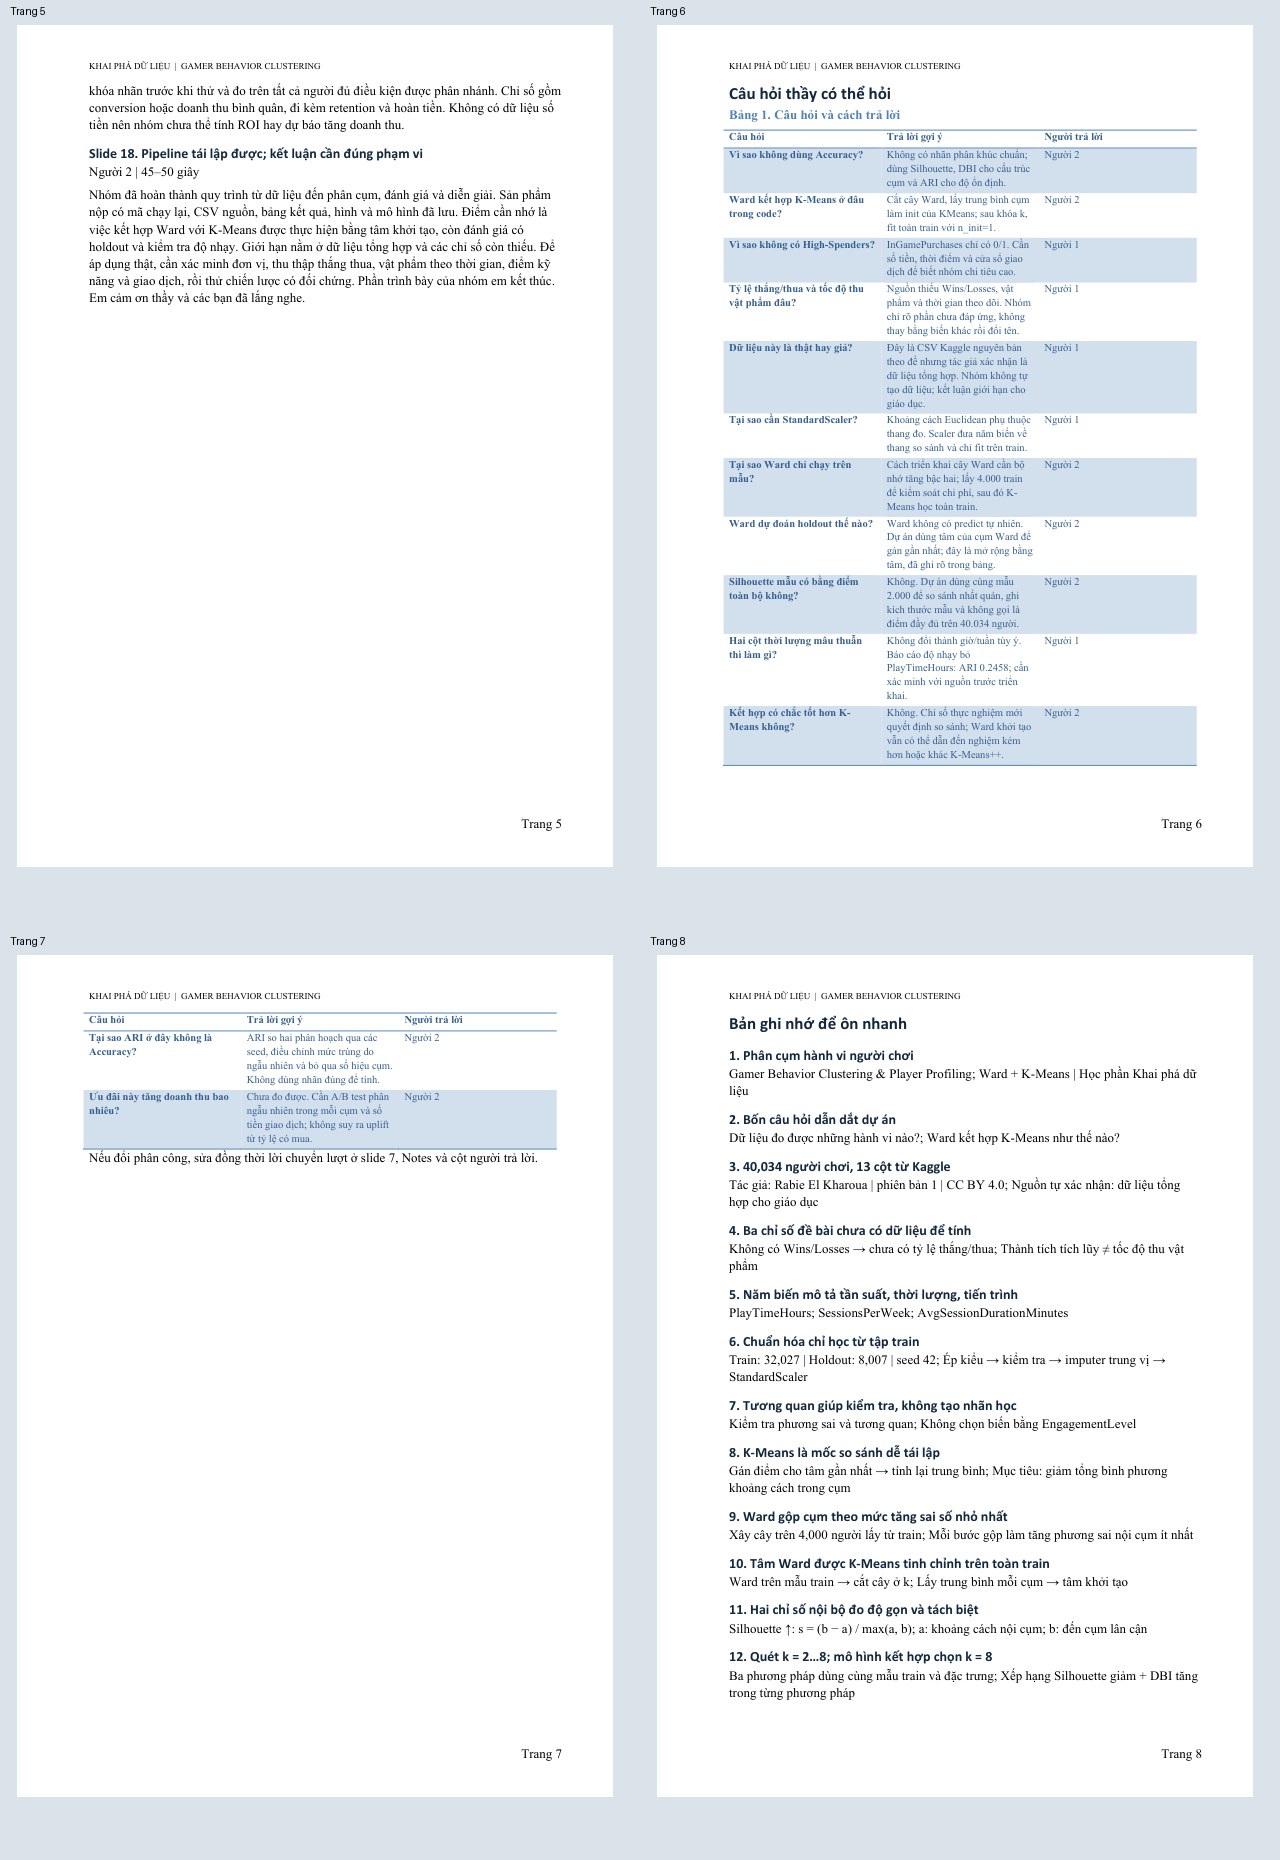 Trang 5
KHAI PHÁ DỮ LIỆU | GAMER BEHAVIOR CLUSTERING
khóa nhãn trước khi thử và đo trên tất cả người đủ điều kiện được phân nhánh. Chỉ số gồm
conversion hoặc doanh thu bình quân, đi kèm retention và hoàn tiền. Không có dữ liệu số
tiền nên nhóm chưa thể tính ROI hay dự báo tăng doanh thu.
Slide 18. Pipeline tái lập được; kết luận cần đúng phạm vi
Người 2 | 45–50 giây
Nhóm đã hoàn thành quy trình từ dữ liệu đến phân cụm, đánh giá và diễn giải. Sản phẩm
nộp có mã chạy lại, CSV nguồn, bảng kết quả, hình và mô hình đã lưu. Điểm cần nhớ là
việc kết hợp Ward với K-Means được thực hiện bằng tâm khởi tạo, còn đánh giá có
holdout và kiểm tra độ nhạy. Giới hạn nằm ở dữ liệu tổng hợp và các chỉ số còn thiếu. Để
áp dụng thật, cần xác minh đơn vị, thu thập thắng thua, vật phẩm theo thời gian, điểm kỹ
năng và giao dịch, rồi thử chiến lược có đối chứng. Phần trình bày của nhóm em kết thúc.
Em cảm ơn thầy và các bạn đã lắng nghe.
Trang 5
Trang 6
KHAI PHÁ DỮ LIỆU | GAMER BEHAVIOR CLUSTERING
Câu hỏi thầy có thể hỏi
Bảng 1. Câu hỏi và cách trả lời
Câu hỏi Trả lời gợi ý Người trả lời
Vì sao không dùng Accuracy? Không có nhãn phân khúc chuẩn; Người 2
dùng Silhouette, DBI cho cấu trúc
cụm và ARI cho độ ổn định.
Ward kết hợp K-Means ở đâu Cắt cây Ward, lấy trung bình cụm Người 2
trong code? làm init của KMeans; sau khóa k,
fit toàn train với n_init=1.
Vì sao không có High-Spenders? InGamePurchases chỉ có 0/1. Cần Người 1
số tiền, thời điểm và cửa sổ giao
dịch để biết nhóm chi tiêu cao.
Tỷ lệ thắng/thua và tốc độ thu Nguồn thiếu Wins/Losses, vật Người 1
vật phẩm đâu? phẩm và thời gian theo dõi. Nhóm
chỉ rõ phần chưa đáp ứng, không
thay bằng biến khác rồi đổi tên.
Dữ liệu này là thật hay giả? Đây là CSV Kaggle nguyên bản Người 1
theo đề nhưng tác giả xác nhận là
dữ liệu tổng hợp. Nhóm không tự
tạo dữ liệu; kết luận giới hạn cho
giáo dục.
Tại sao cần StandardScaler? Khoảng cách Euclidean phụ thuộc Người 1
thang đo. Scaler đưa năm biến về
thang so sánh và chỉ fit trên train.
Tại sao Ward chỉ chạy trên Cách triển khai cây Ward cần bộ Người 2
mẫu? nhớ tăng bậc hai; lấy 4.000 train
để kiểm soát chi phí, sau đó K-
Means học toàn train.
Ward dự đoán holdout thế nào? Ward không có predict tự nhiên. Người 2
Dự án dùng tâm của cụm Ward để
gán gần nhất; đây là mở rộng bằng
tâm, đã ghi rõ trong bảng.
Silhouette mẫu có bằng điểm Không. Dự án dùng cùng mẫu Người 2
toàn bộ không? 2.000 để so sánh nhất quán, ghi
kích thước mẫu và không gọi là
điểm đầy đủ trên 40.034 người.
Hai cột thời lượng mâu thuẫn Không đổi thành giờ/tuần tùy ý. Người 1
thì làm gì? Báo cáo độ nhạy bỏ
PlayTimeHours: ARI 0.2458; cần
xác minh với nguồn trước triển
khai.
Kết hợp có chắc tốt hơn K- Không. Chỉ số thực nghiệm mới Người 2
Means không? quyết định so sánh; Ward khởi tạo
vẫn có thể dẫn đến nghiệm kém
hơn hoặc khác K-Means++.
Trang 6
Trang 7
KHAI PHÁ DỮ LIỆU | GAMER BEHAVIOR CLUSTERING
Câu hỏi Trả lời gợi ý Người trả lời
Tại sao ARI ở đây không là ARI so hai phân hoạch qua các Người 2
Accuracy? seed, điều chỉnh mức trùng do
ngẫu nhiên và bỏ qua số hiệu cụm.
Không dùng nhãn đúng để tính.
Ưu đãi này tăng doanh thu bao Chưa đo được. Cần A/B test phân Người 2
nhiêu? ngẫu nhiên trong mỗi cụm và số
tiền giao dịch; không suy ra uplift
từ tỷ lệ có mua.
Nếu đổi phân công, sửa đồng thời lời chuyển lượt ở slide 7, Notes và cột người trả lời.
Trang 7
Trang 8
KHAI PHÁ DỮ LIỆU | GAMER BEHAVIOR CLUSTERING
Bản ghi nhớ để ôn nhanh
1. Phân cụm hành vi người chơi
Gamer Behavior Clustering & Player Profiling; Ward + K-Means | Học phần Khai phá dữ
liệu
2. Bốn câu hỏi dẫn dắt dự án
Dữ liệu đo được những hành vi nào?; Ward kết hợp K-Means như thế nào?
3. 40,034 người chơi, 13 cột từ Kaggle
Tác giả: Rabie El Kharoua | phiên bản 1 | CC BY 4.0; Nguồn tự xác nhận: dữ liệu tổng
hợp cho giáo dục
4. Ba chỉ số đề bài chưa có dữ liệu để tính
Không có Wins/Losses → chưa có tỷ lệ thắng/thua; Thành tích tích lũy ≠ tốc độ thu vật
phẩm
5. Năm biến mô tả tần suất, thời lượng, tiến trình
PlayTimeHours; SessionsPerWeek; AvgSessionDurationMinutes
6. Chuẩn hóa chỉ học từ tập train
Train: 32,027 | Holdout: 8,007 | seed 42; Ép kiểu → kiểm tra → imputer trung vị →
StandardScaler
7. Tương quan giúp kiểm tra, không tạo nhãn học
Kiểm tra phương sai và tương quan; Không chọn biến bằng EngagementLevel
8. K-Means là mốc so sánh dễ tái lập
Gán điểm cho tâm gần nhất → tính lại trung bình; Mục tiêu: giảm tổng bình phương
khoảng cách trong cụm
9. Ward gộp cụm theo mức tăng sai số nhỏ nhất
Xây cây trên 4,000 người lấy từ train; Mỗi bước gộp làm tăng phương sai nội cụm ít nhất
10. Tâm Ward được K-Means tinh chỉnh trên toàn train
Ward trên mẫu train → cắt cây ở k; Lấy trung bình mỗi cụm → tâm khởi tạo
11. Hai chỉ số nội bộ đo độ gọn và tách biệt
Silhouette ↑: s = (b − a) / max(a, b); a: khoảng cách nội cụm; b: đến cụm lân cận
12. Quét k = 2…8; mô hình kết hợp chọn k = 8
Ba phương pháp dùng cùng mẫu train và đặc trưng; Xếp hạng Silhouette giảm + DBI tăng
trong từng phương pháp
Trang 8